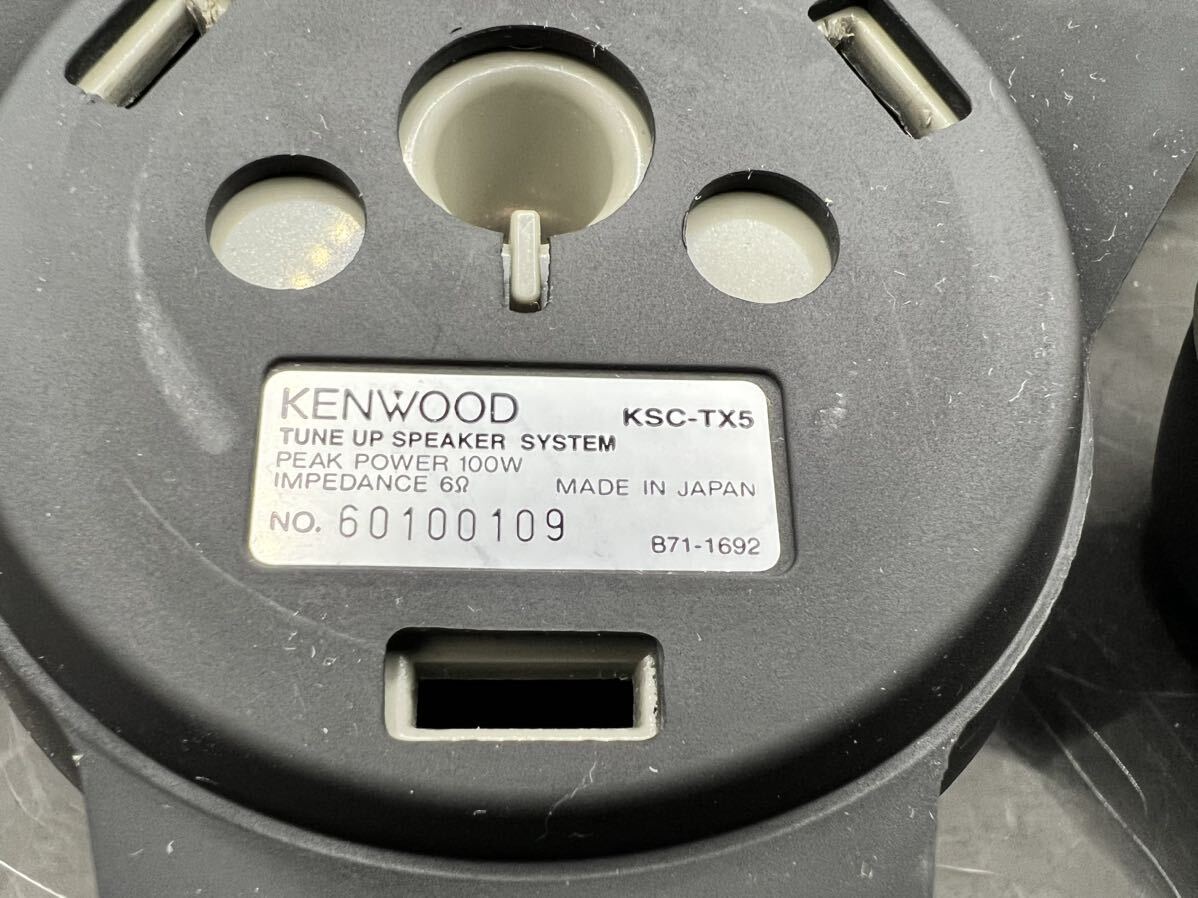 KENWOOD KSC-TX5
TUNE UP SPEAKER SYSTEM
PEAK POWER 100W
IMPEDANCE 6Ω MADE IN JAPAN
NO. 60100109
B71-1692